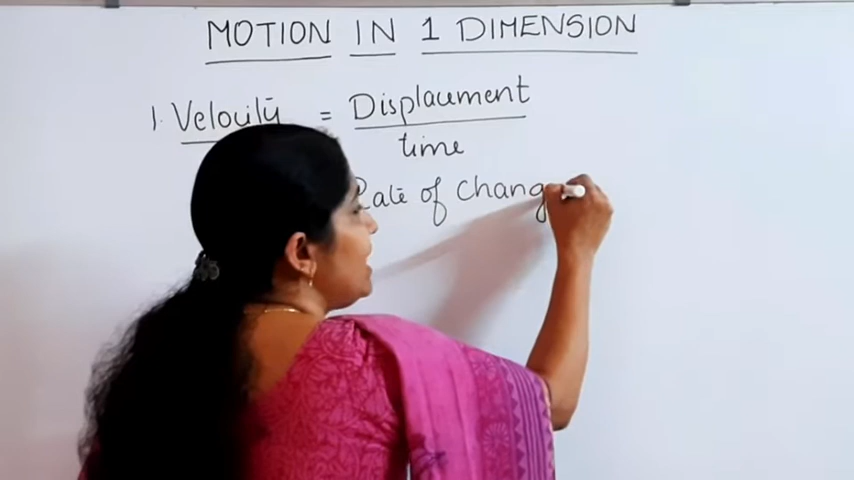 MOTION IN 1 DIMENSION
1. Velocity = Displacement
time
Rate of Chang